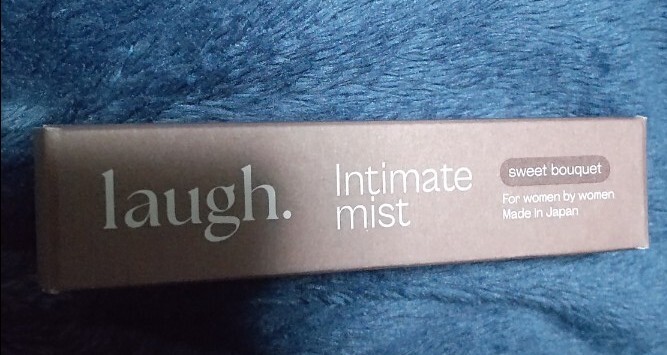 laugh.
Intimate
mist
sweet bouquet
For women by women
Made in Japan